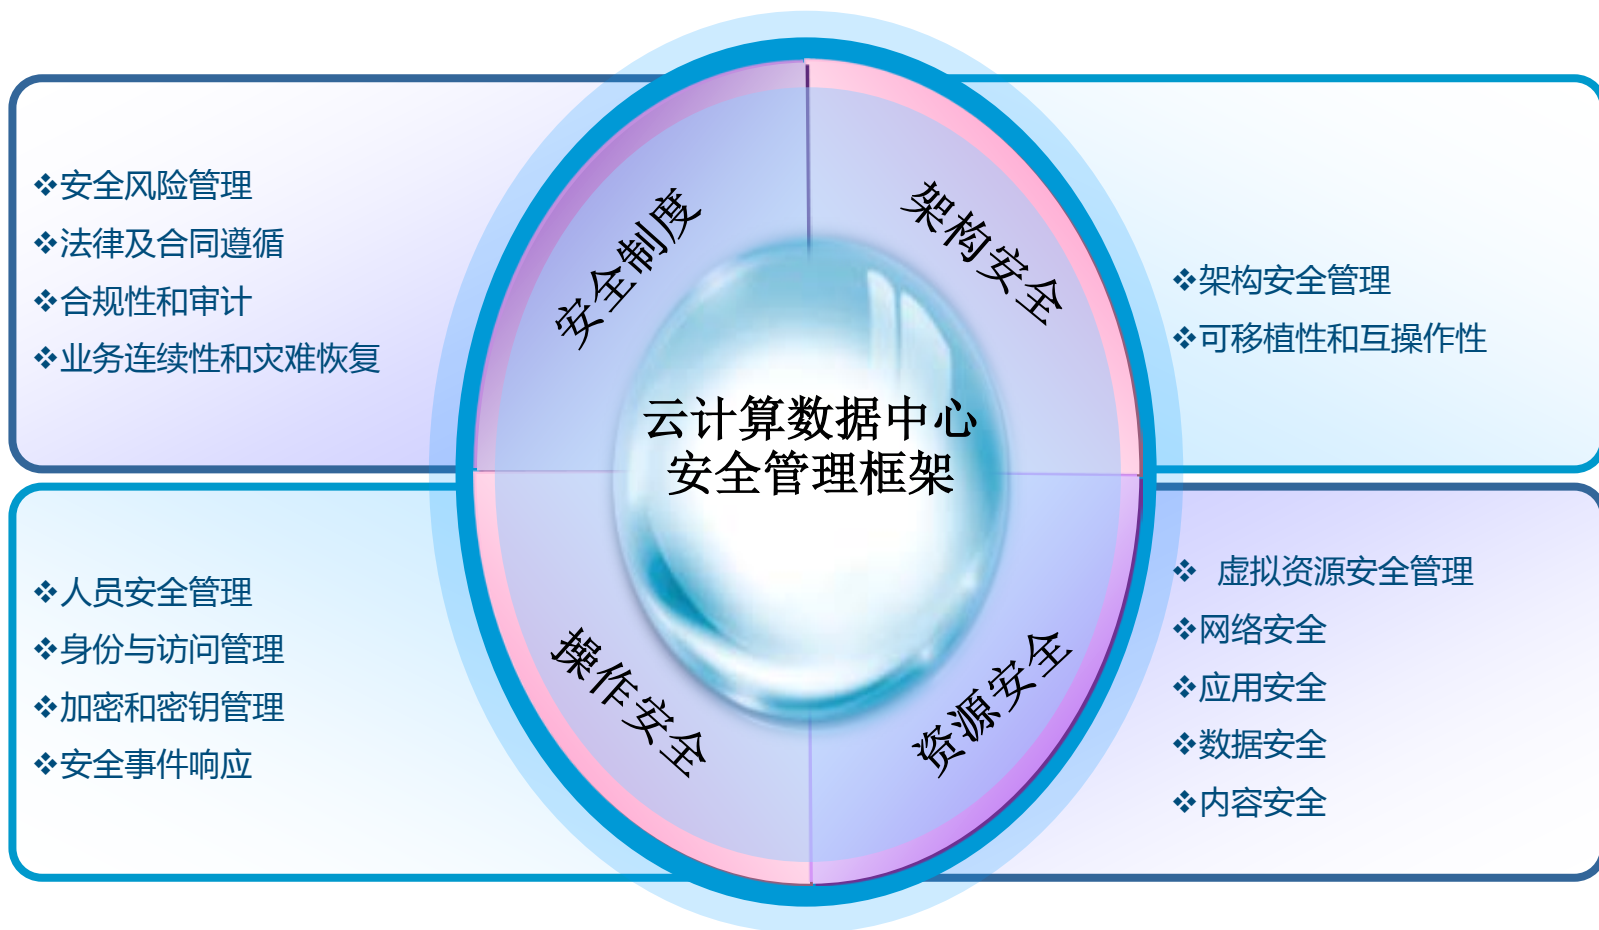 ❖安全风险管理
❖法律及合同遵循
❖合规性和审计
❖业务连续性和灾难恢复
安全制度
架构安全
❖架构安全管理
❖可移植性和互操作性
云计算数据中心
安全管理框架
❖人员安全管理
❖身份与访问管理
❖加密和密钥管理
❖安全事件响应
操作安全
资源安全
❖ 虚拟资源安全管理
❖网络安全
❖应用安全
❖数据安全
❖内容安全